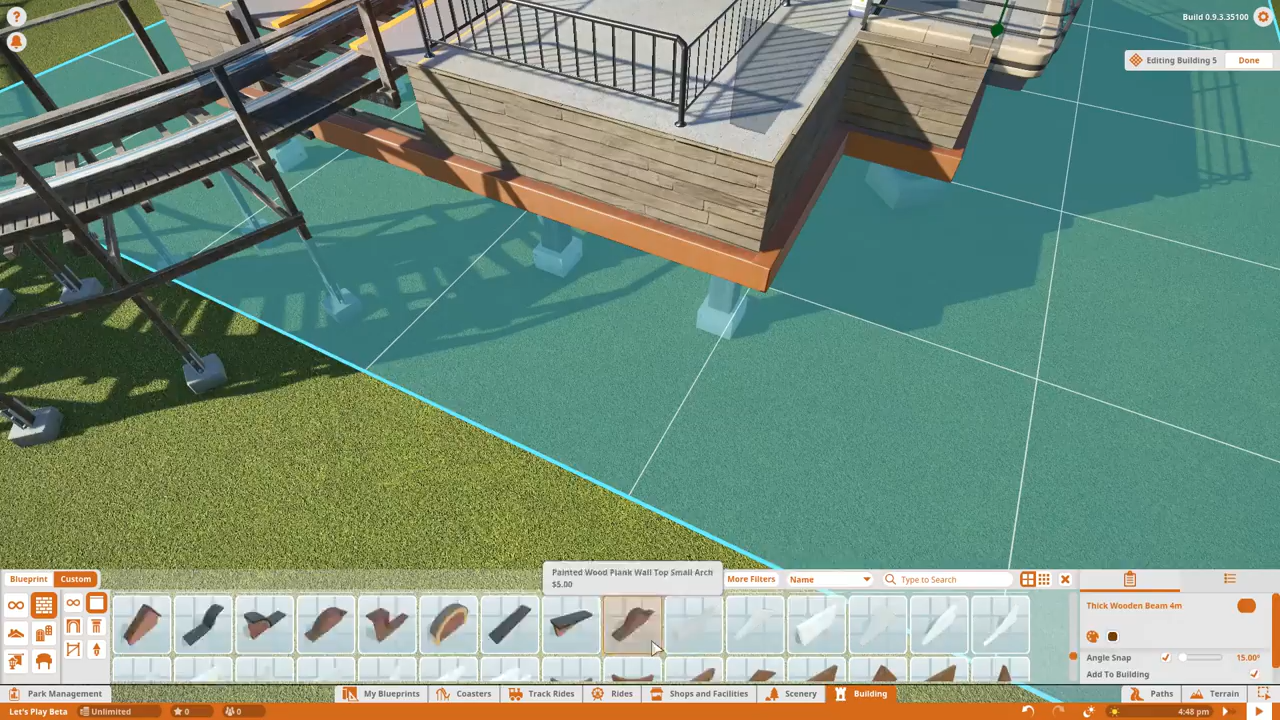 Build 0.9.3.35100
Editing Building 5
Done
Painted Wood Plank Wall Top Small Arch
$5.00
Blueprint
Custom
More Filters
Name
Type to Search
Thick Wooden Beam 4m
Angle Snap
15.00°
Add To Building
Park Management
My Blueprints
Coasters
Track Rides
Rides
Shops and Facilities
Scenery
Building
Paths
Terrain
Let's Play Beta
Unlimited
0
0
4:48 pm